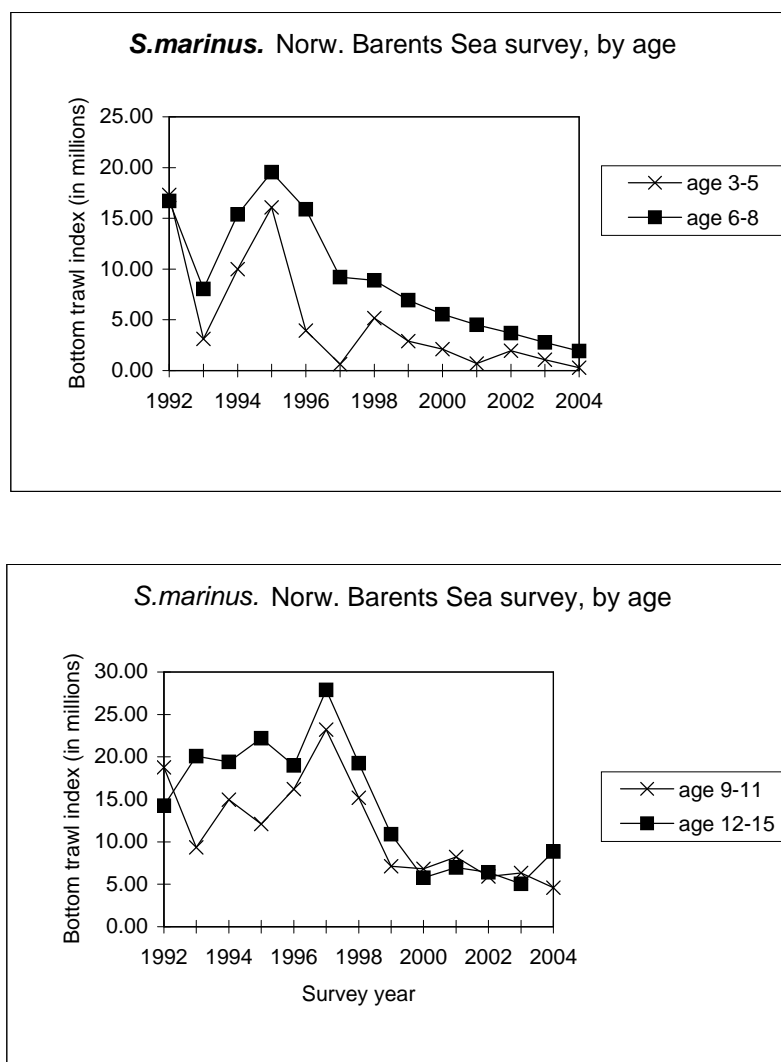 S.marinus. Norw. Barents Sea survey, by age
Bottom trawl index (in millions)
25.00
20.00
15.00
10.00
5.00
0.00
1992 1994 1996 1998 2000 2002 2004
age 3-5
age 6-8
S.marinus. Norw. Barents Sea survey, by age
Bottom trawl index (in millions)
30.00
25.00
20.00
15.00
10.00
5.00
0.00
1992 1994 1996 1998 2000 2002 2004
Survey year
age 9-11
age 12-15